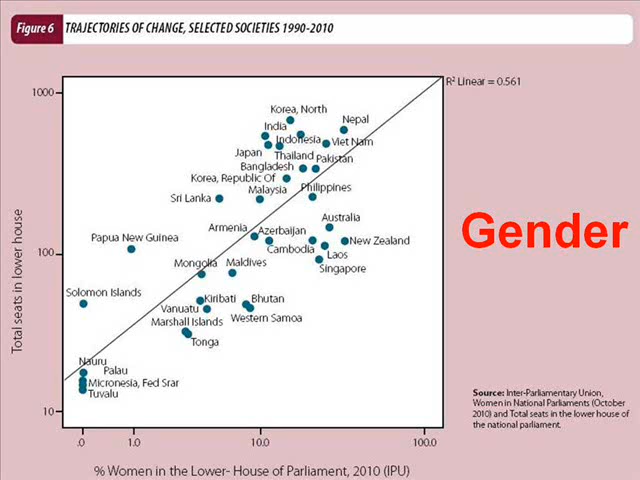 Figure 6 TRAJECTORIES OF CHANGE, SELECTED SOCIETIES 1990-2010
R² Linear = 0.561
1000
100
10
Total seats in lower house
Korea, North
India
Nepal
Indonesia
Viet Nam
Japan
Thailand
Pakistan
Bangladesh
Korea, Republic Of
Malaysia
Philippines
Sri Lanka
Australia
Armenia
Azerbaijan
Papua New Guinea
New Zealand
Cambodia
Laos
Mongolia
Maldives
Singapore
Solomon Islands
Kiribati
Bhutan
Vanuatu
Western Samoa
Marshall Islands
Tonga
Nauru
Palau
Micronesia, Fed Srar
Tuvalu
.0 1.0 10.0 100.0
% Women in the Lower- House of Parliament, 2010 (IPU)
Gender
Source: Inter-Parliamentary Union,
Women in National Parliaments (October
2010) and Total seats in the lower house of
the national parliament.